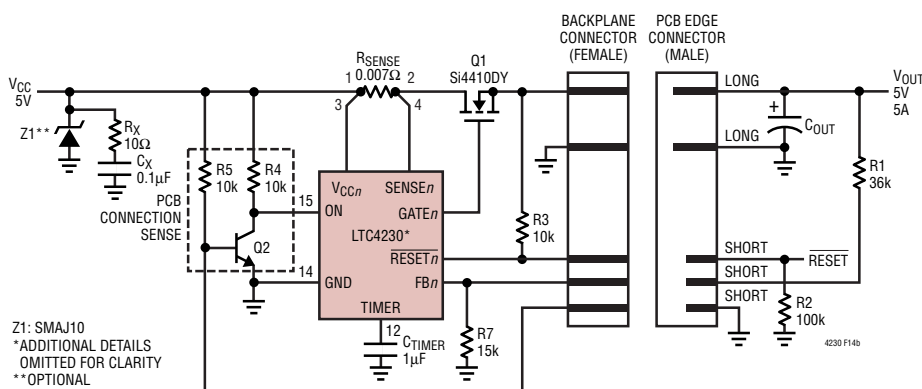 BACKPLANE
CONNECTOR
(FEMALE)
PCB EDGE
CONNECTOR
(MALE)
VCC
5V
RSENSE
0.007Ω
1
2
3
4
Q1
Si4410DY
LONG
VOUT
5V
5A
Z1**
RX
10Ω
CX
0.1µF
R5
10k
R4
10k
PCB
CONNECTION
SENSE
Q2
15
14
VCCn
SENSEn
ON
GATEn
LTC4230*
RESETn
GND
FBn
TIMER
12
CTIMER
1µF
R3
10k
R7
15k
+
COUT
LONG
R1
36k
SHORT
RESET
SHORT
SHORT
R2
100k
Z1: SMAJ10
*ADDITIONAL DETAILS
OMITTED FOR CLARITY
**OPTIONAL
4230 F14b